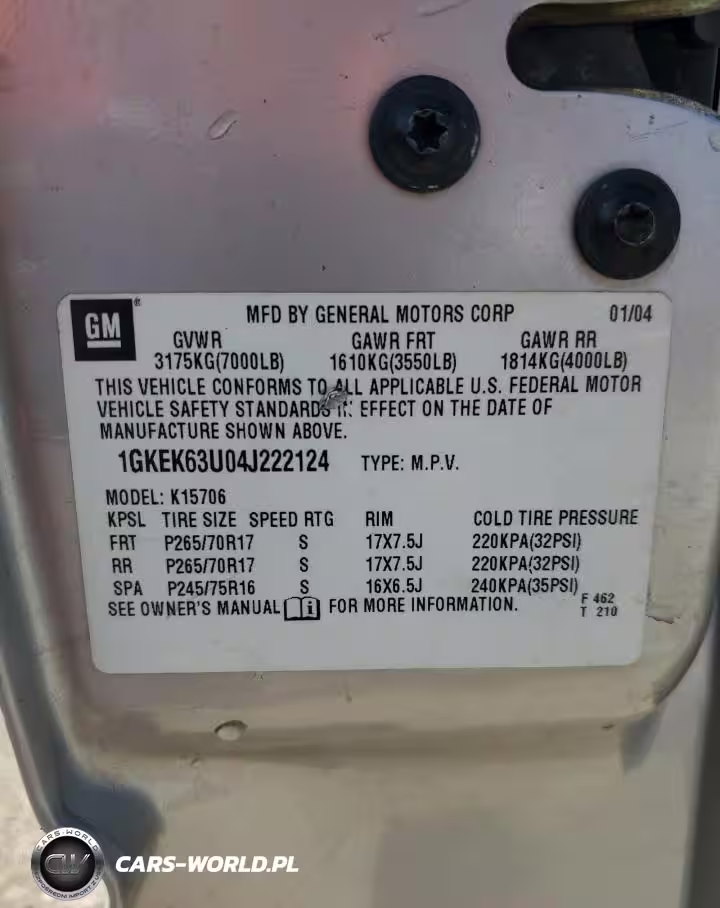 GM ®
MFD BY GENERAL MOTORS CORP 01/04
GVWR GAWR FRT GAWR RR
3175KG(7000LB) 1610KG(3550LB) 1814KG(4000LB)
THIS VEHICLE CONFORMS TO ALL APPLICABLE U.S. FEDERAL MOTOR
VEHICLE SAFETY STANDARDS IN EFFECT ON THE DATE OF
MANUFACTURE SHOWN ABOVE.
1GKEK63U04J222124 TYPE: M.P.V.
MODEL: K15706
KPSL TIRE SIZE SPEED RTG RIM COLD TIRE PRESSURE
FRT P265/70R17 S 17X7.5J 220KPA(32PSI)
RR P265/70R17 S 17X7.5J 220KPA(32PSI)
SPA P245/75R16 S 16X6.5J 240KPA(35PSI)
SEE OWNER'S MANUAL i FOR MORE INFORMATION.
F 462
T 210
CARS-WORLD
CW
CARS-WORLD.PL